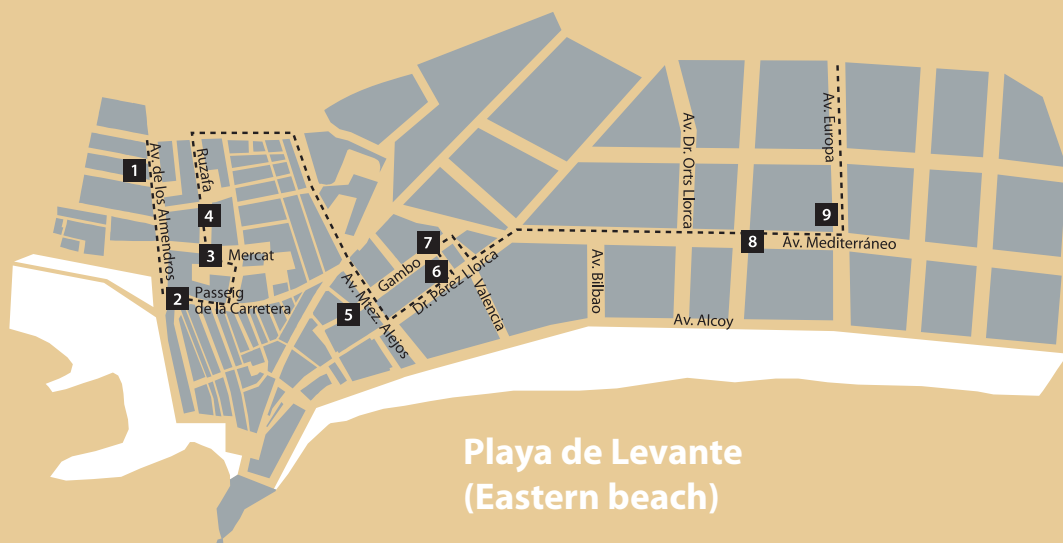 1
Av. de los Almendros
Ruzafa
4
3
Mercat
2
Passeig
de la Carretera
5
Av. Mtez. Alejos
Gambo
7
6
Dr. Pérez Llorca
Valencia
Av. Bilbao
Av. Dr. Orts Llorca
Av. Alcoy
8
Av. Mediterráneo
9
Av. Europa
Playa de Levante
(Eastern beach)